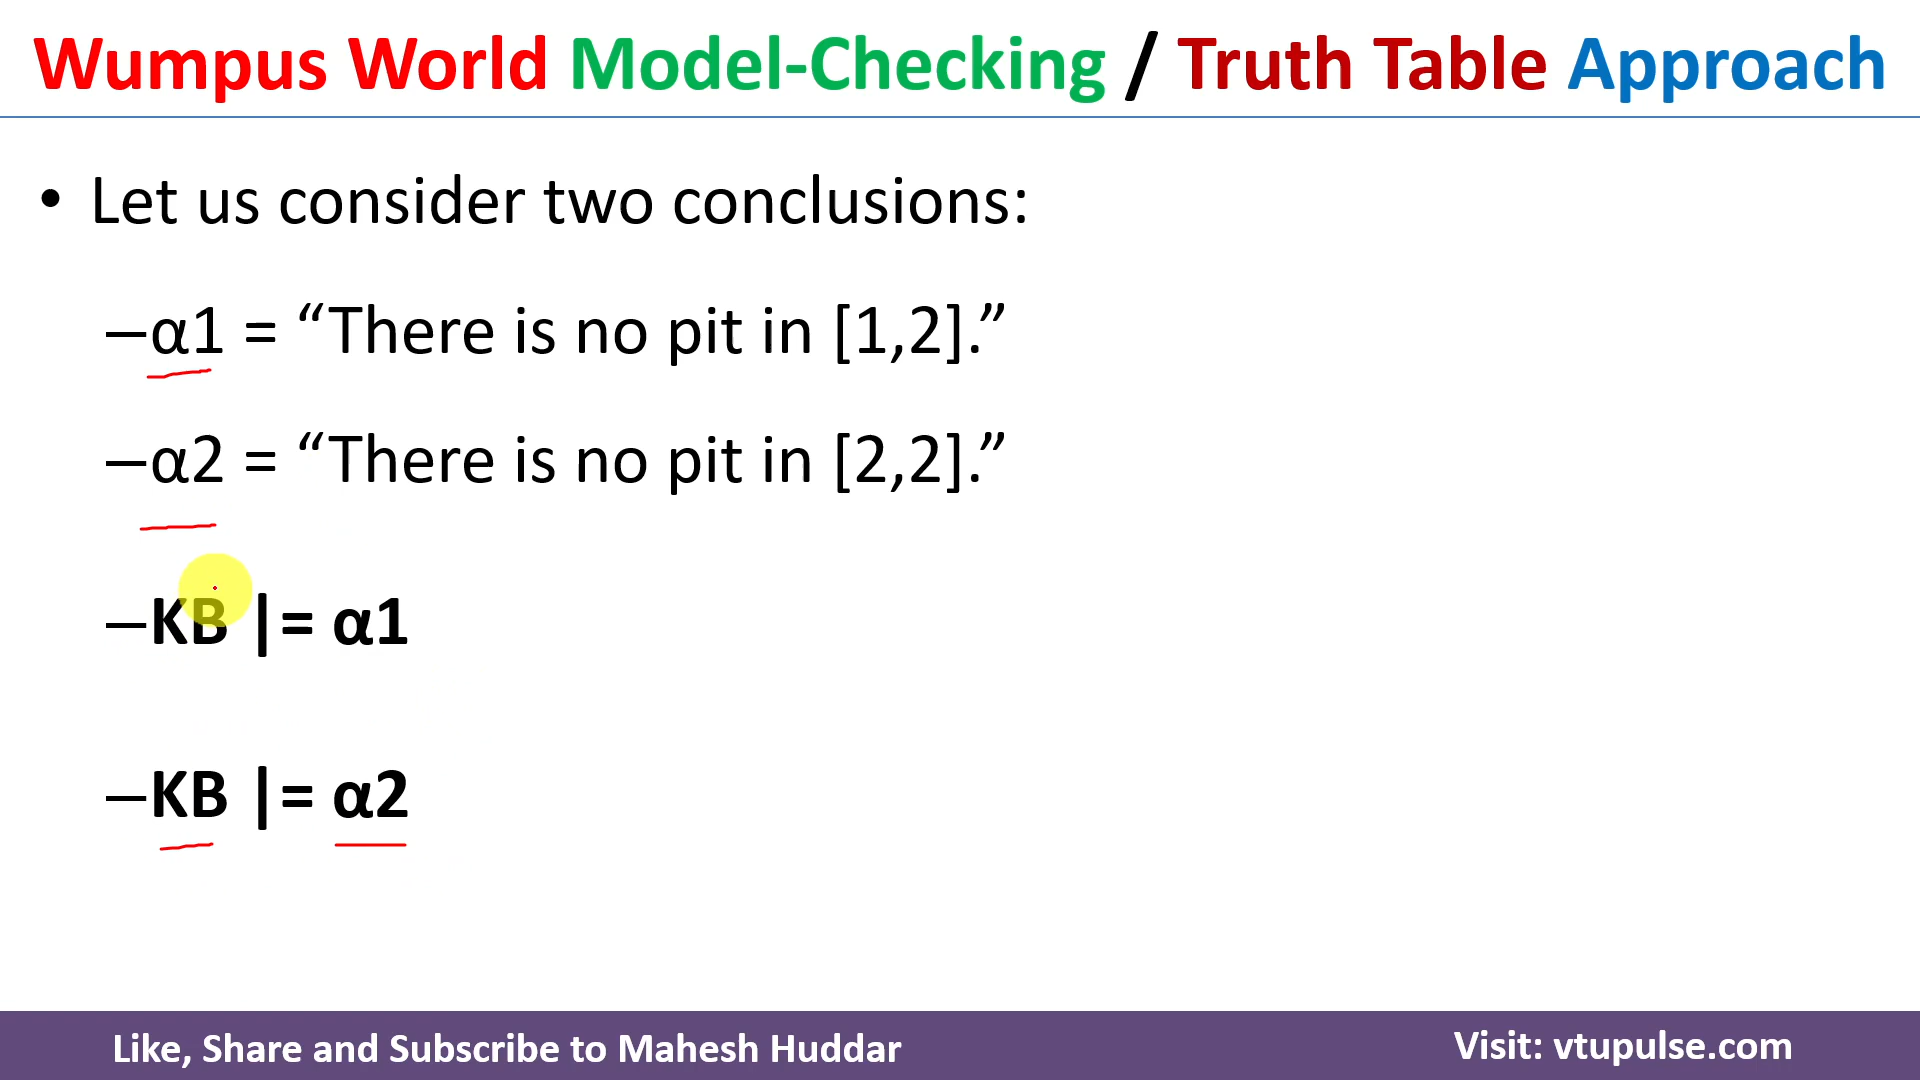 Wumpus World Model-Checking / Truth Table Approach
• Let us consider two conclusions:
–α1 = “There is no pit in [1,2].”
–α2 = “There is no pit in [2,2].”
–KB |= α1
–KB |= α2
Like, Share and Subscribe to Mahesh Huddar
Visit: vtupulse.com